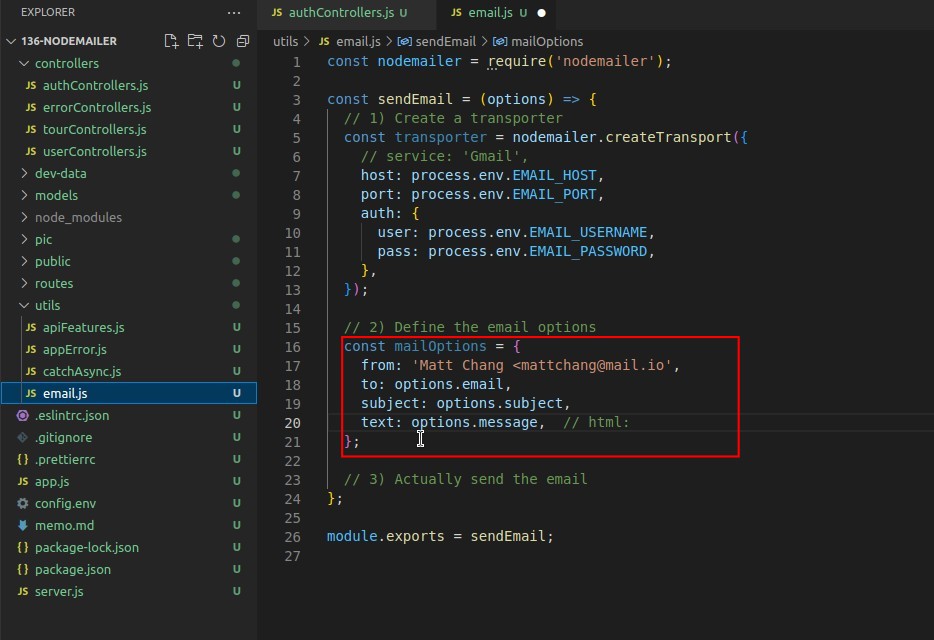 EXPLORER ...
136-NODEMAILER
controllers
JS authControllers.js U
JS errorControllers.js U
JS tourControllers.js U
JS userControllers.js U
dev-data
models
node_modules
pic
public
routes
utils
JS apiFeatures.js U
JS appError.js U
JS catchAsync.js U
JS email.js U
.eslintrc.json U
.gitignore U
{} .prettierrc U
JS app.js U
config.env U
memo.md U
{} package-lock.json U
{} package.json U
JS server.js U
JS authControllers.js U JS email.js U
utils > JS email.js > sendEmail > mailOptions
1 const nodemailer = require('nodemailer');
2
3 const sendEmail = (options) => {
4 // 1) Create a transporter
5 const transporter = nodemailer.createTransport({
6 // service: 'Gmail',
7 host: process.env.EMAIL_HOST,
8 port: process.env.EMAIL_PORT,
9 auth: {
10 user: process.env.EMAIL_USERNAME,
11 pass: process.env.EMAIL_PASSWORD,
12 },
13 });
14
15 // 2) Define the email options
16 const mailOptions = {
17 from: 'Matt Chang <mattchang@mail.io',
18 to: options.email,
19 subject: options.subject,
20 text: options.message, // html:
21 };
22
23 // 3) Actually send the email
24 };
25
26 module.exports = sendEmail;
27